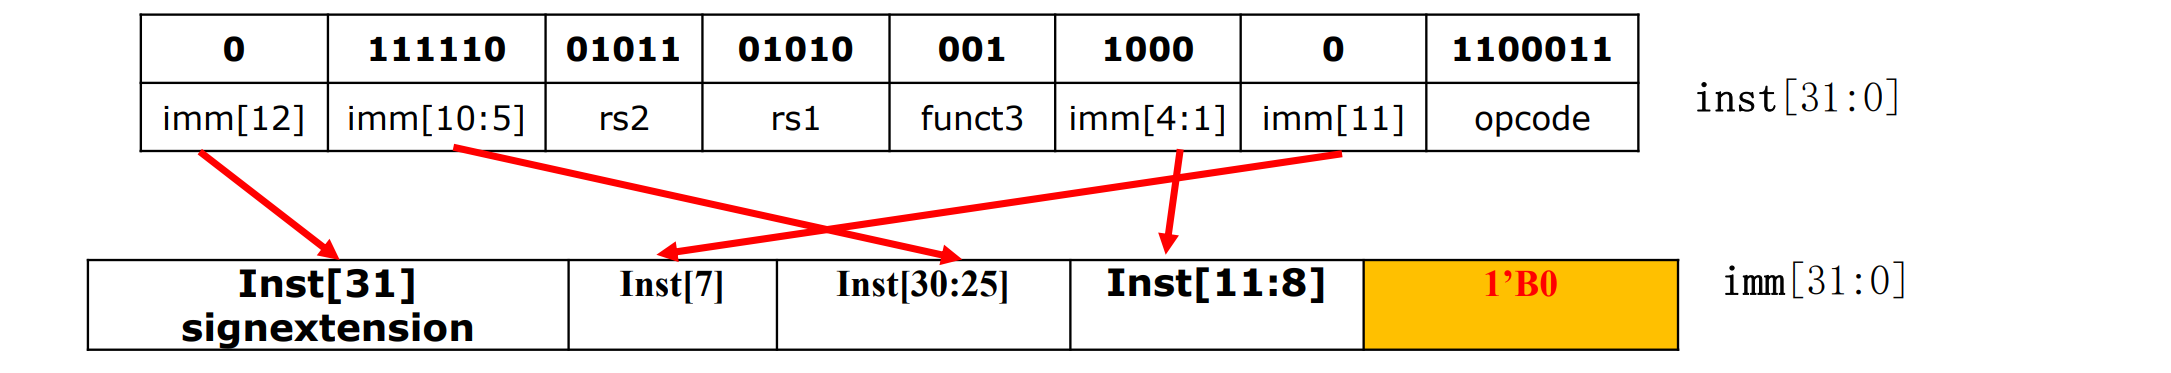 0 111110 01011 01010 001 1000 0 1100011
imm[12] imm[10:5] rs2 rs1 funct3 imm[4:1] imm[11] opcode
inst[31:0]
Inst[31] Inst[7] Inst[30:25] Inst[11:8] 1’B0
signextension
imm[31:0]